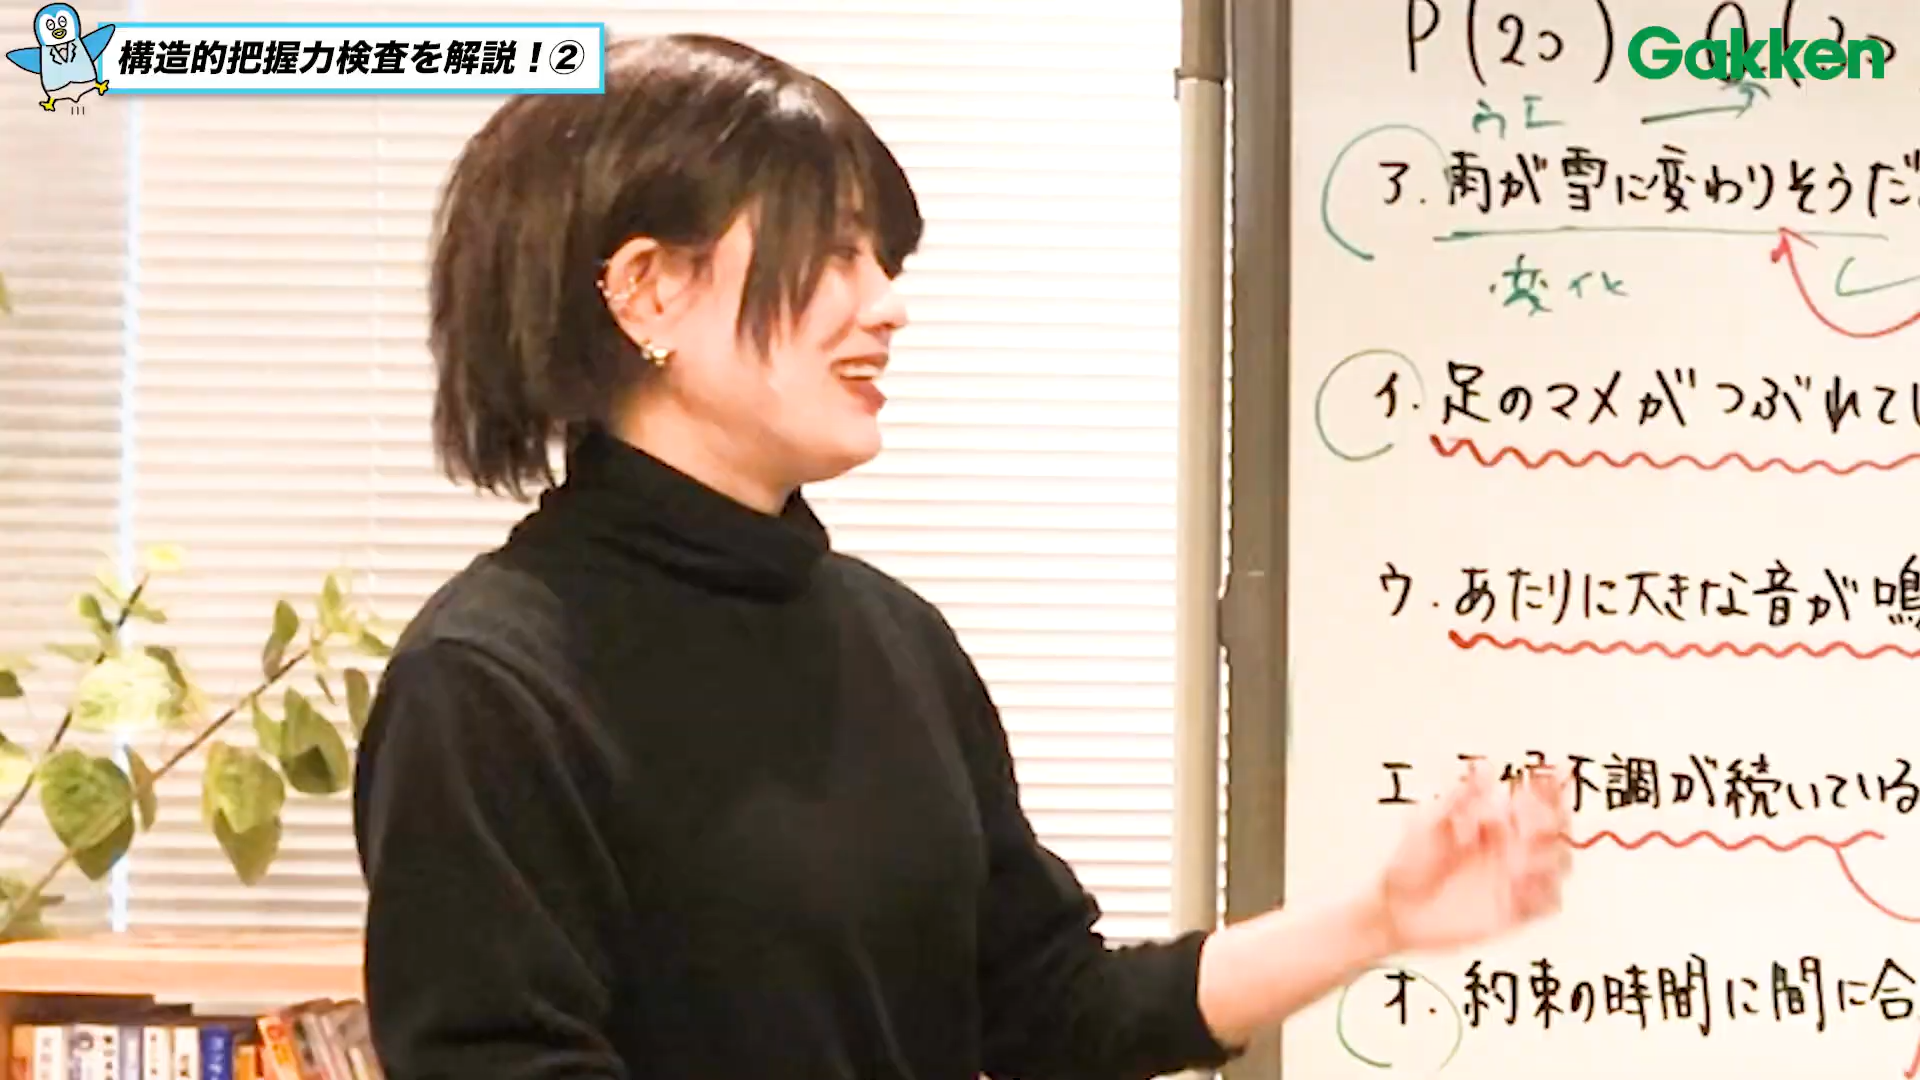 構造的把握力検査を解説！②
Gakken
P(20)
ウエ
ア. 雨が雪に変わりそうだ
変化
イ. 足のマメがつぶれてし
ウ. あたりに大きな音が鳴
エ. 不調が続いている
オ. 約束の時間に間に合